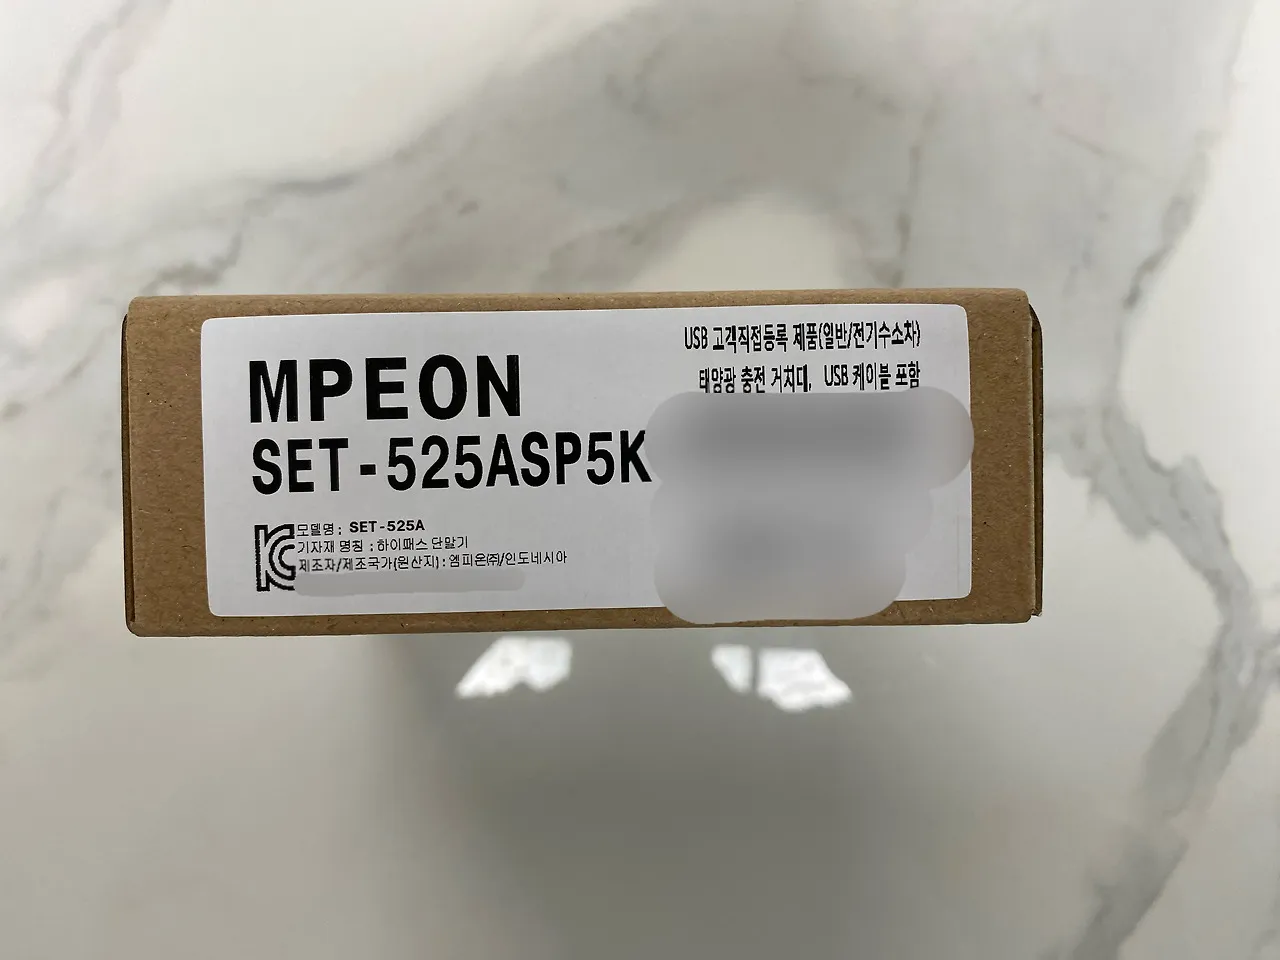 USB 고객직접등록 제품(일반/전기수소차)
태양광 충전 거치대, USB 케이블 포함
MPEON
SET-525ASP5K
모델명 : SET-525A
기자재 명칭 : 하이패스 단말기
제조자/제조국가(원산지) : 엠피온㈜/인도네시아